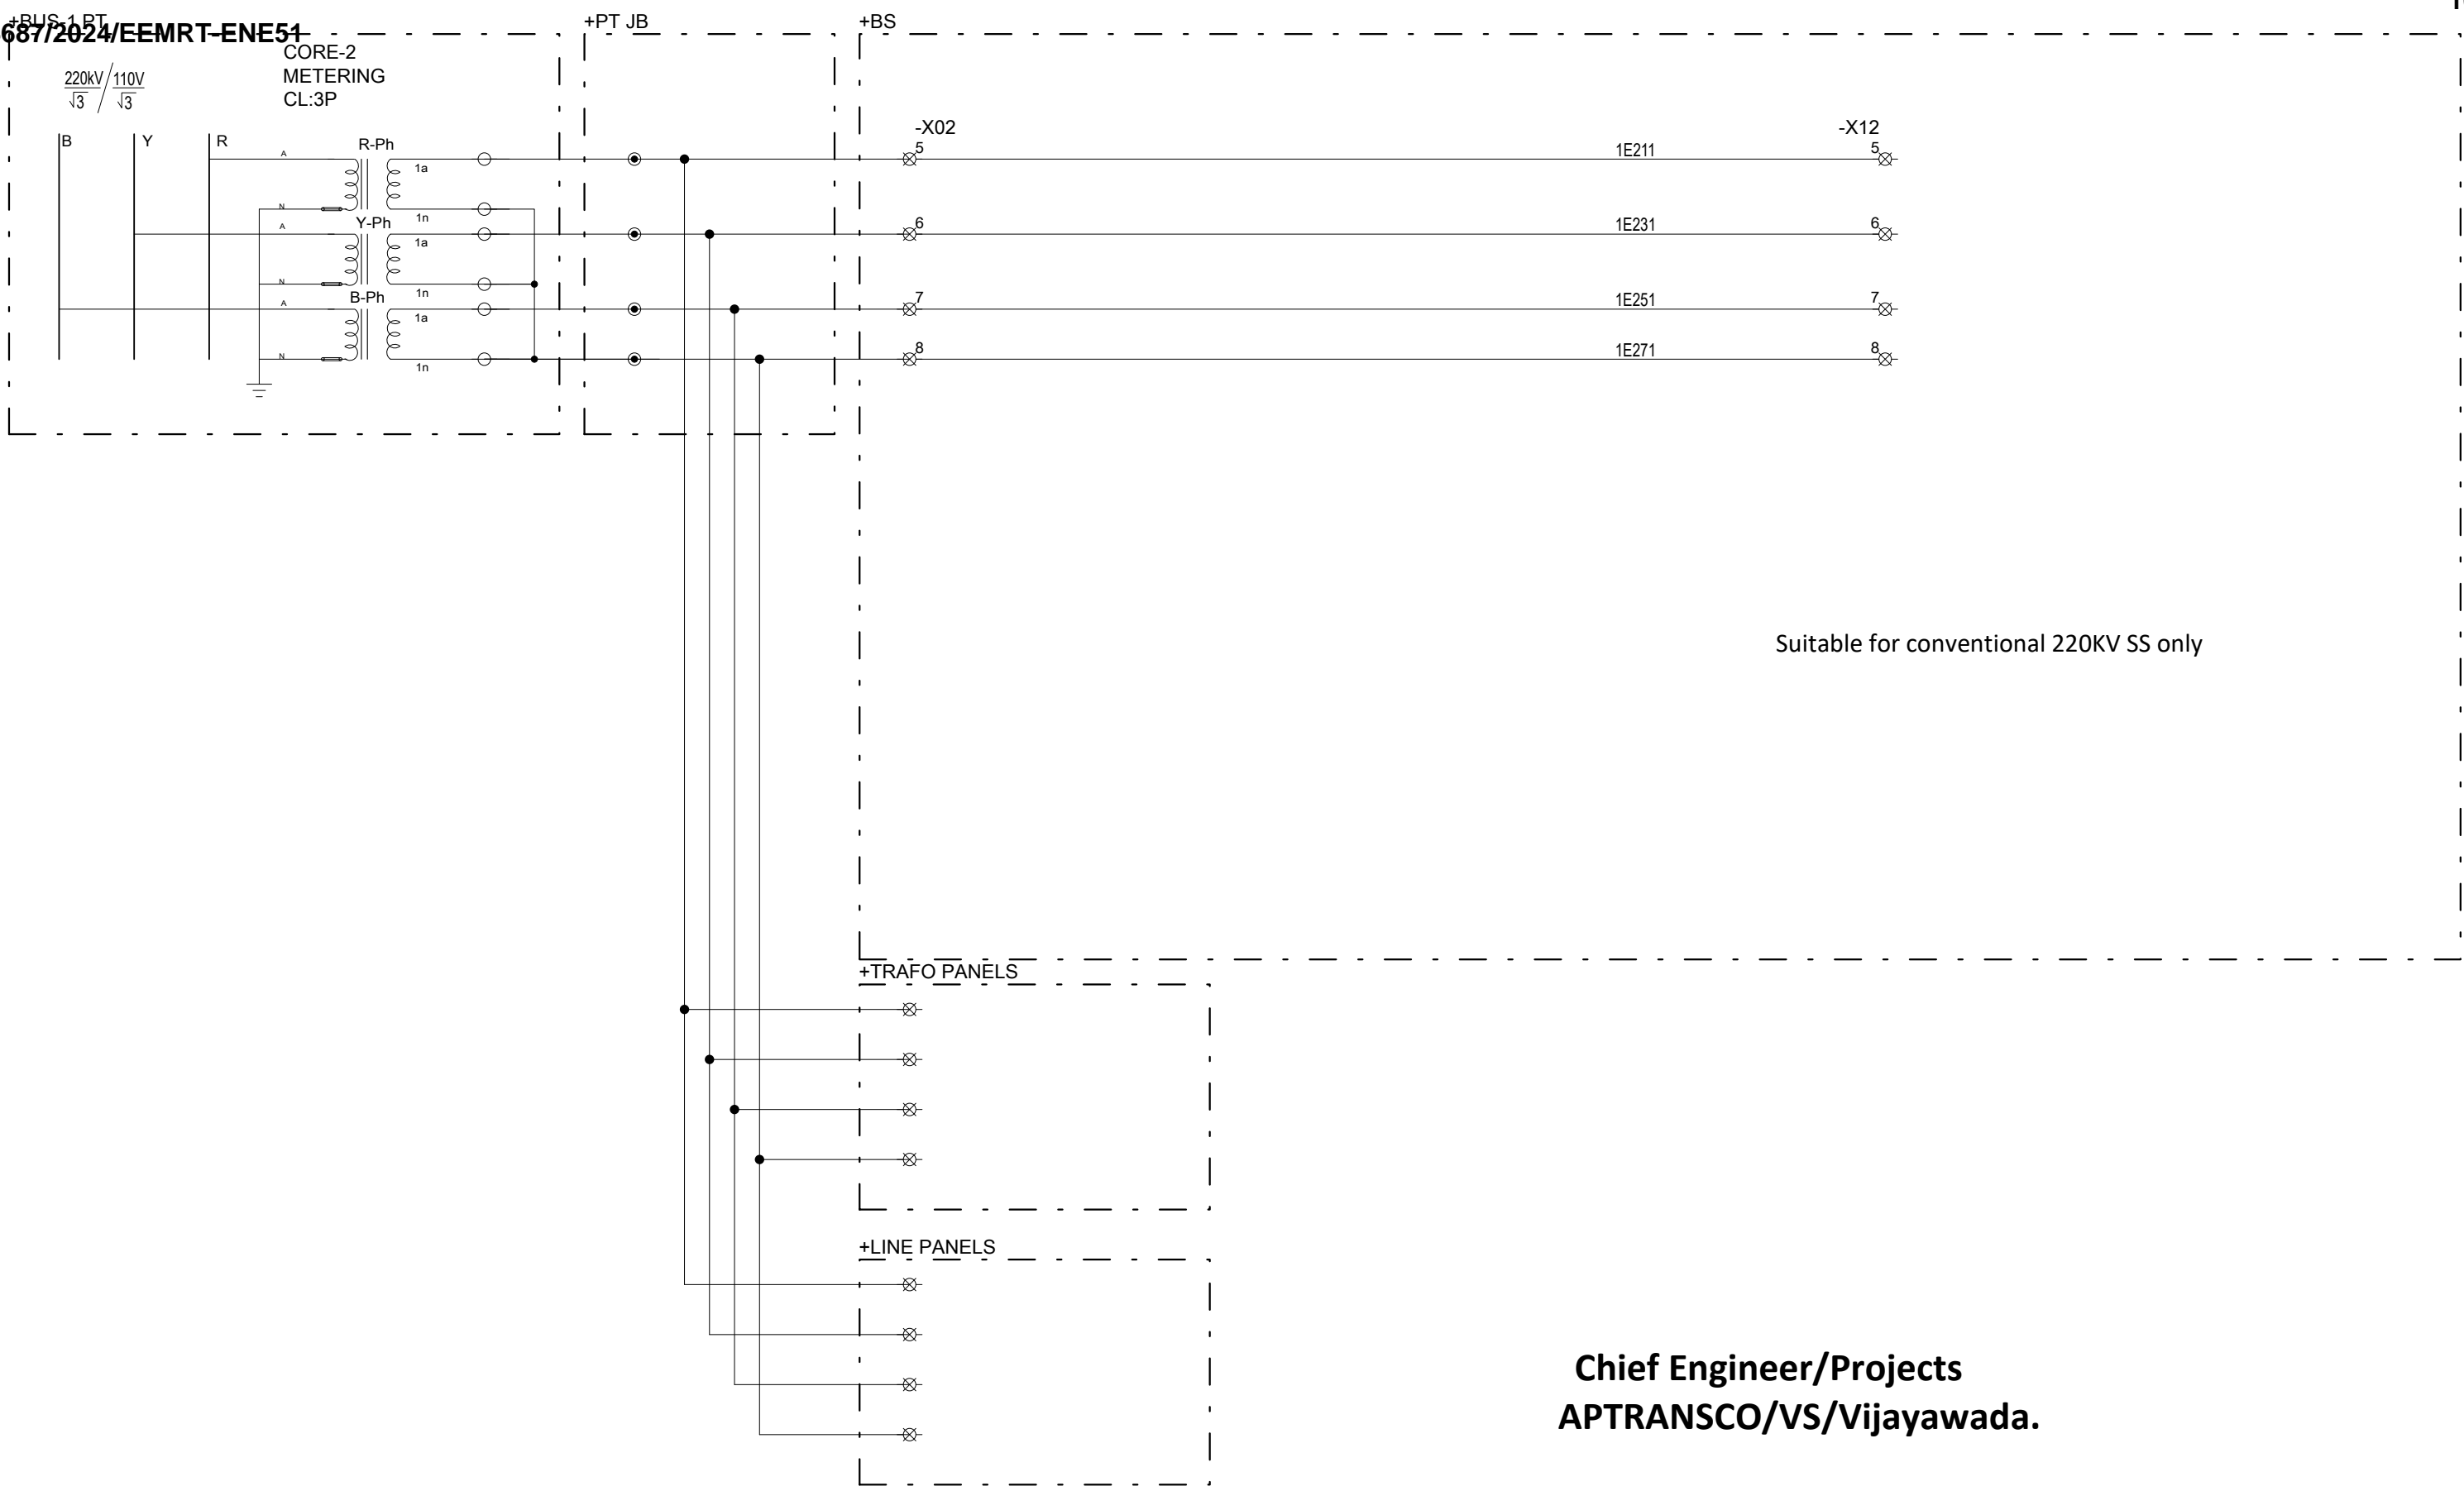 +BUS-1 PT
687/2024/EEMRT-ENE51
+PT JB
+BS
CORE-2
METERING
CL:3P
220kV/√3 / 110V/√3
B
Y
R
A
R-Ph
1a
N
1n
A
Y-Ph
1a
N
1n
A
B-Ph
1a
N
1n
-X02
-X12
5
1E211
5
6
1E231
6
7
1E251
7
8
1E271
8
Suitable for conventional 220KV SS only
+TRAFO PANELS
+LINE PANELS
Chief Engineer/Projects
APTRANSCO/VS/Vijayawada.